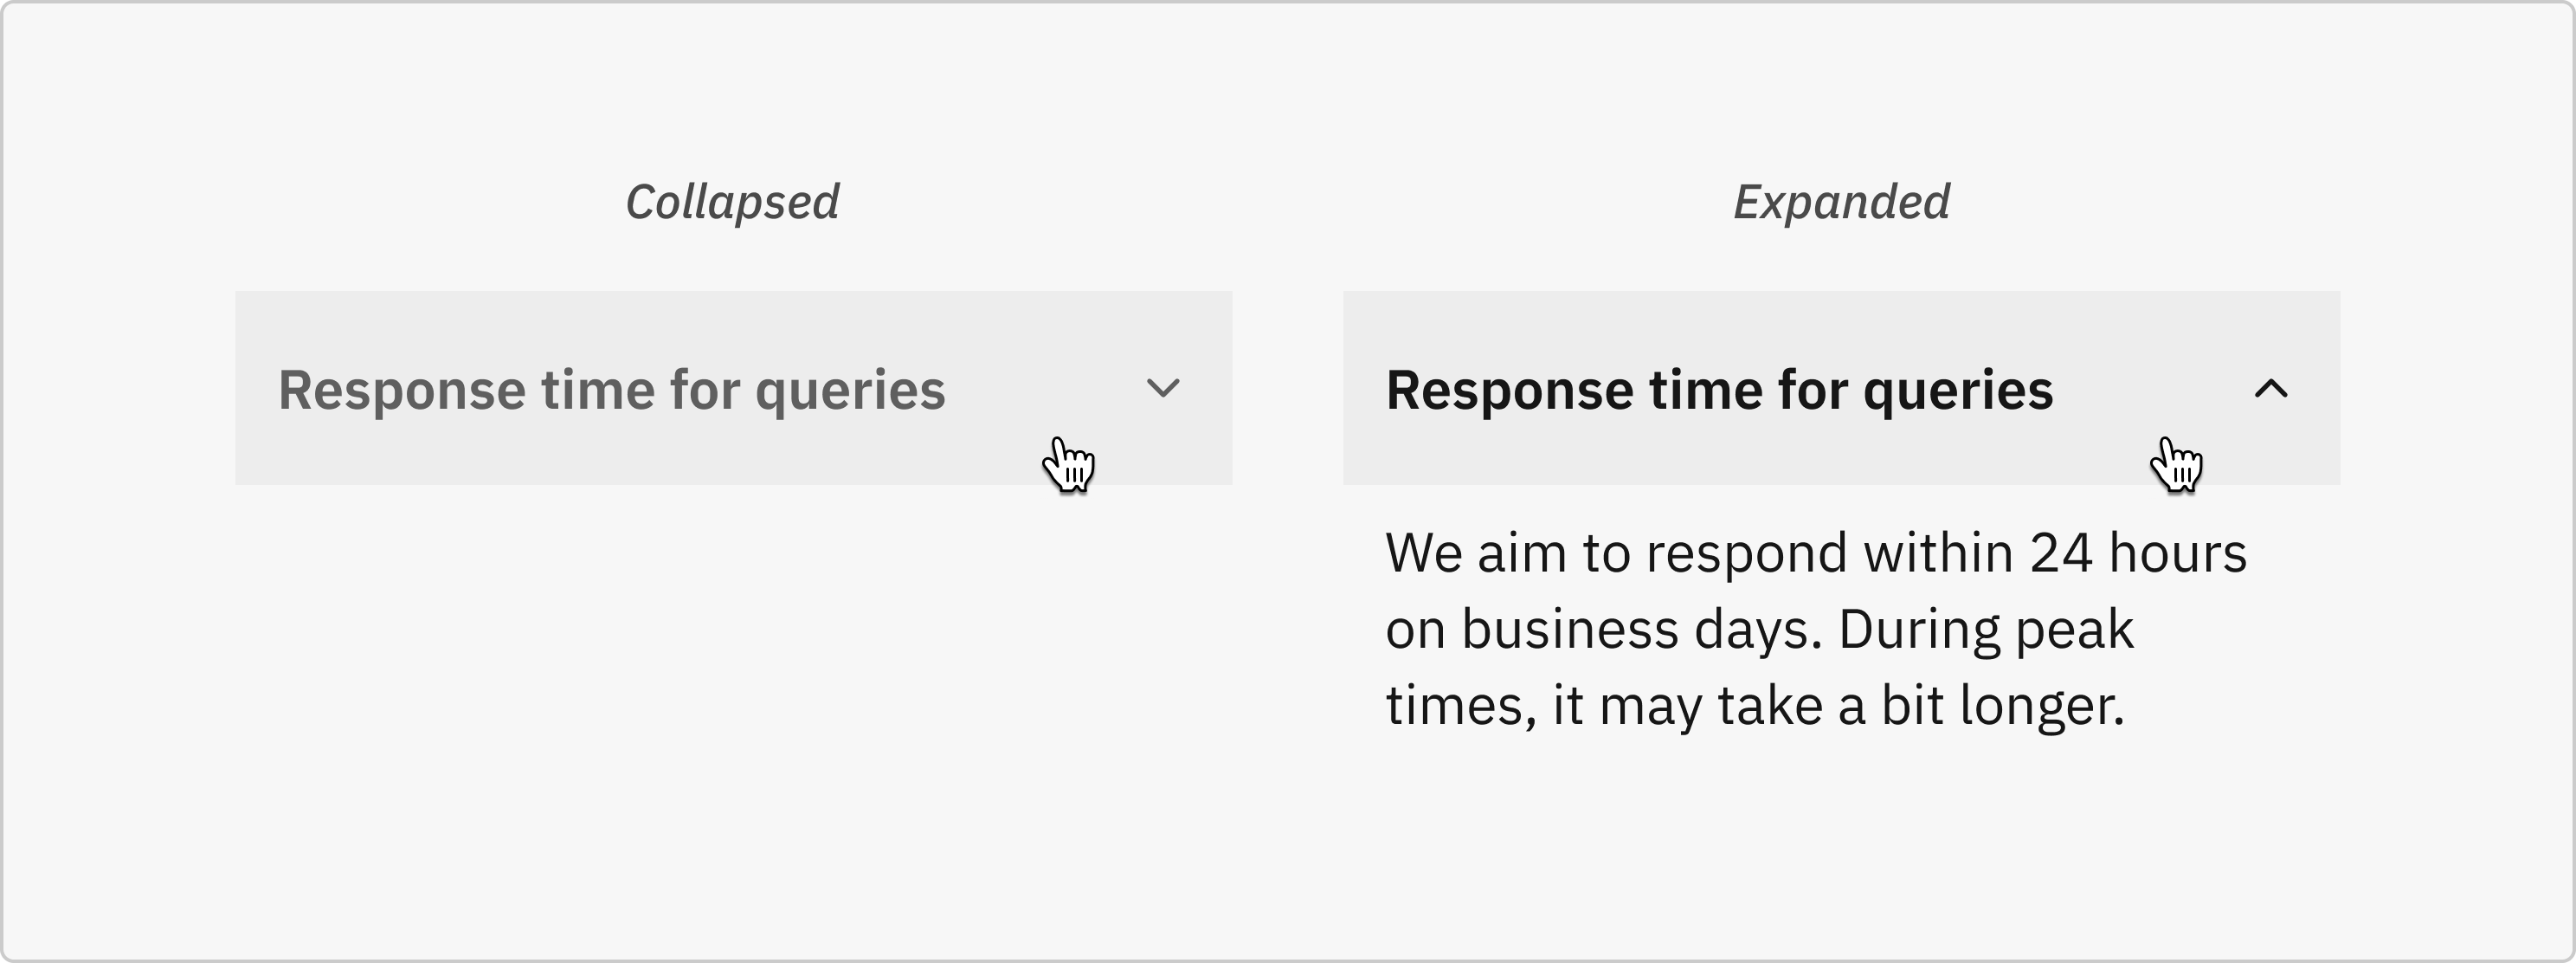 Collapsed
Response time for queries
Expanded
Response time for queries
We aim to respond within 24 hours
on business days. During peak
times, it may take a bit longer.